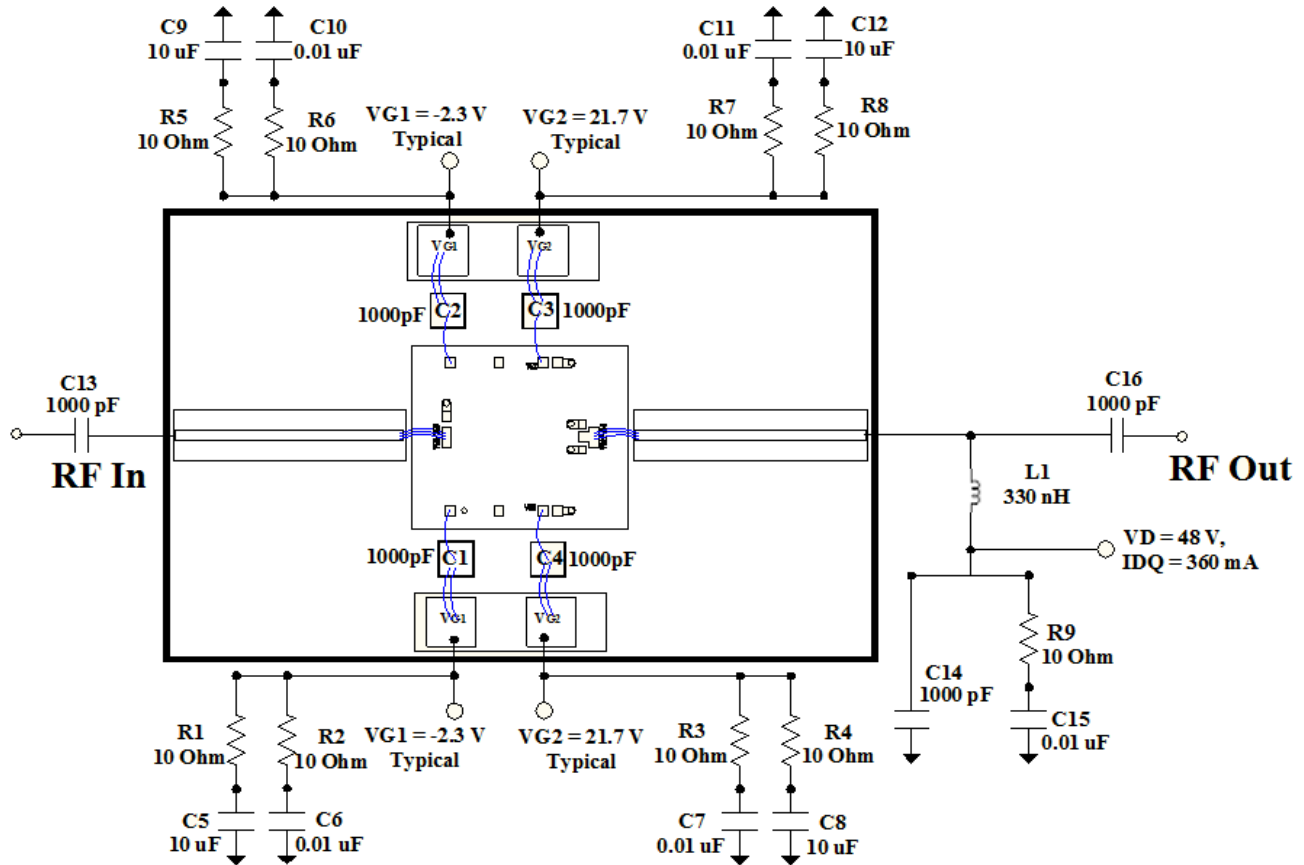 C9
10 uF
C10
0.01 uF
C11
0.01 uF
C12
10 uF
R5
10 Ohm
R6
10 Ohm
VG1 = -2.3 V
Typical
VG2 = 21.7 V
Typical
R7
10 Ohm
R8
10 Ohm
VG1
VG2
1000pF
C2
C3
1000pF
C13
1000 pF
RF In
C16
1000 pF
RF Out
L1
330 nH
VD = 48 V,
IDQ = 360 mA
1000pF
C1
C4
1000pF
VG1
VG2
R9
10 Ohm
C14
1000 pF
C15
0.01 uF
R1
10 Ohm
R2
10 Ohm
VG1 = -2.3 V
Typical
VG2 = 21.7 V
Typical
R3
10 Ohm
R4
10 Ohm
C5
10 uF
C6
0.01 uF
C7
0.01 uF
C8
10 uF